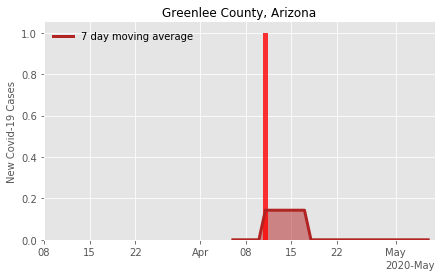 Greenlee County, Arizona
7 day moving average
New Covid-19 Cases
1.0
0.8
0.6
0.4
0.2
0.0
08 15 22 Apr 08 15 22 May
2020-May